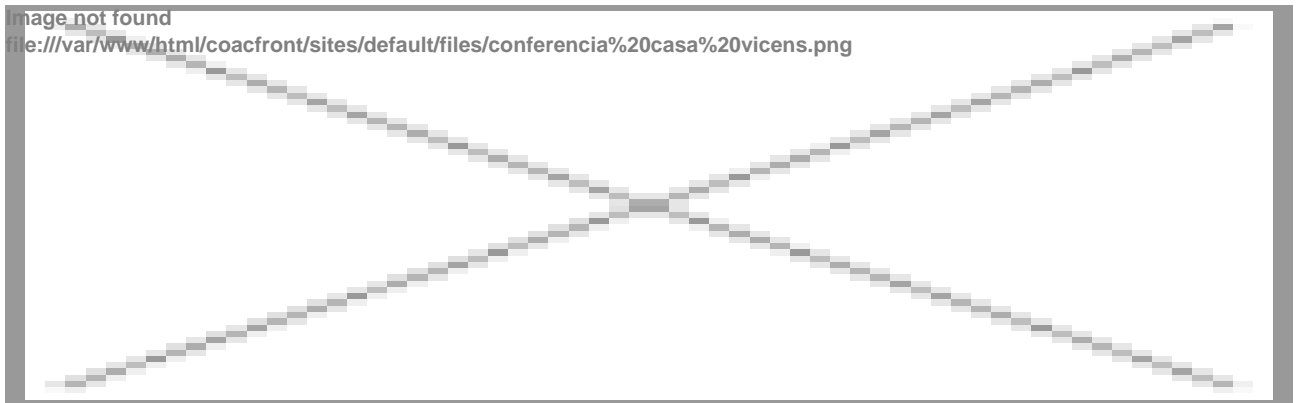 Image not found
file:///var/www/html/coacfront/sites/default/files/conferencia%20casa%20vicens.png